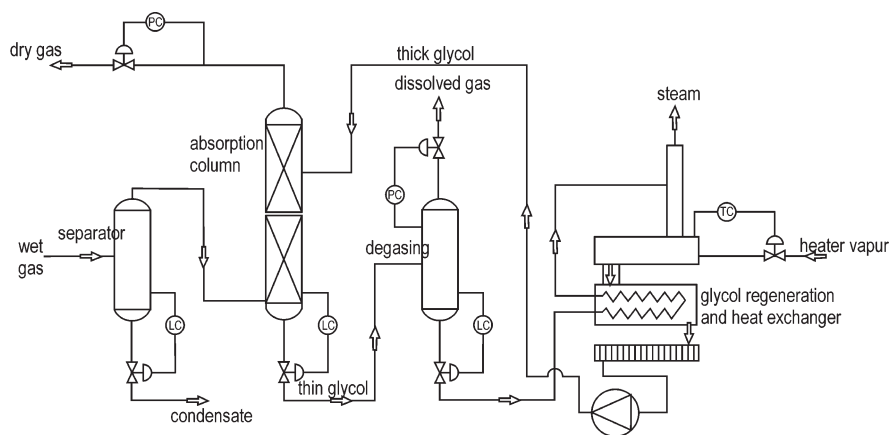 PC
dry gas
thick glycol
dissolved gas
steam
absorption
column
PC
TC
separator
wet
gas
degasing
heater vapur
glycol regeneration
and heat exchanger
LC
LC
LC
thin glycol
condensate